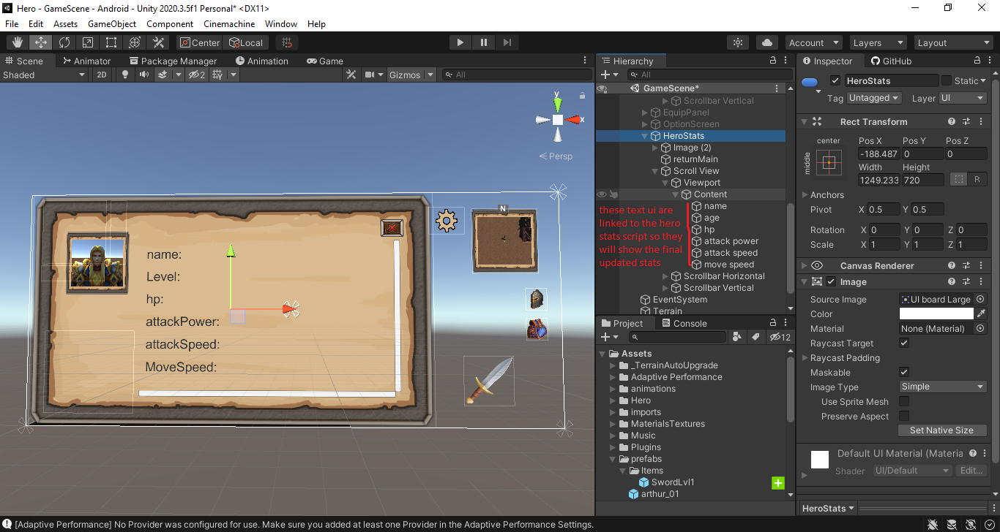 Hero - GameScene - Android - Unity 2020.3.5f1 Personal* <DX11>
File Edit Assets GameObject Component Cinemachine Window Help
Center Local Account Layers Layout
Scene Animator Package Manager Animation Game
Shaded 2D 2 Gizmos All
y
x
Persp
N
name:
Level:
hp:
attackPower:
attackSpeed:
MoveSpeed:
Hierarchy
All
GameScene*
Scrollbar Vertical
EquipPanel
OptionScreen
HeroStats
Image (2)
returnMain
Scroll View
Viewport
Content
name
age
hp
attack power
attack speed
move speed
these text ui are
linked to the hero
stats script so they
will show the final
updated stats
Scrollbar Horizontal
Scrollbar Vertical
EventSystem
Terrain
Project Console
12
Assets
_TerrainAutoUpgrade
Adaptive Performance
animations
Hero
imports
MaterialsTextures
Music
Plugins
prefabs
Items
SwordLvl1
arthur_01
Inspector GitHub
HeroStats Static
Tag Untagged Layer UI
Rect Transform
center Pos X Pos Y Pos Z
middle -188.487 0 0
Width Height
1249.233 720
R
Anchors
Pivot X 0.5 Y 0.5
Rotation X 0 Y 0 Z 0
Scale X 1 Y 1 Z 1
Canvas Renderer
Image
Source Image UI board Large
Color
Material None (Material)
Raycast Target
Raycast Padding
Maskable
Image Type Simple
Use Sprite Mesh
Preserve Aspect
Set Native Size
Default UI Material (Materia
Shader UI/Default Edit...
HeroStats
[Adaptive Performance] No Provider was configured for use. Make sure you added at least one Provider in the Adaptive Performance Settings.